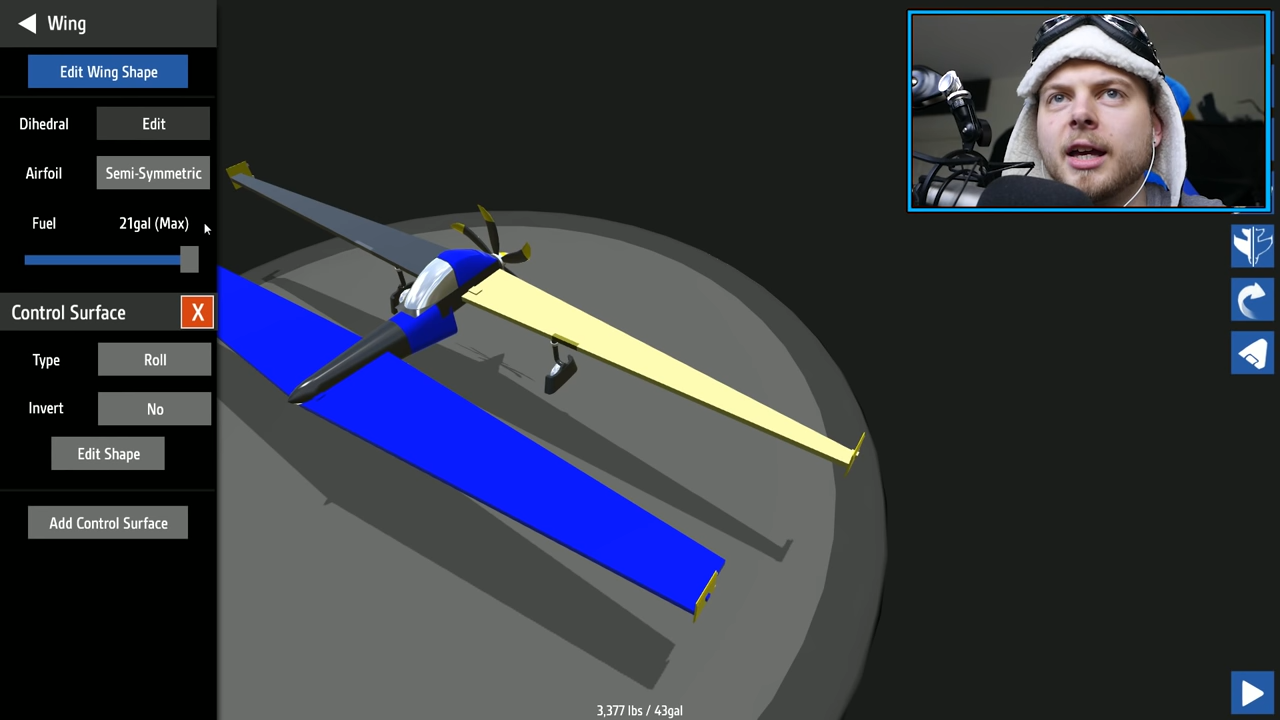 Wing
Edit Wing Shape
Dihedral Edit
Airfoil Semi-Symmetric
Fuel 21gal (Max)
Control Surface X
Type Roll
Invert No
Edit Shape
Add Control Surface
3,377 lbs / 43gal